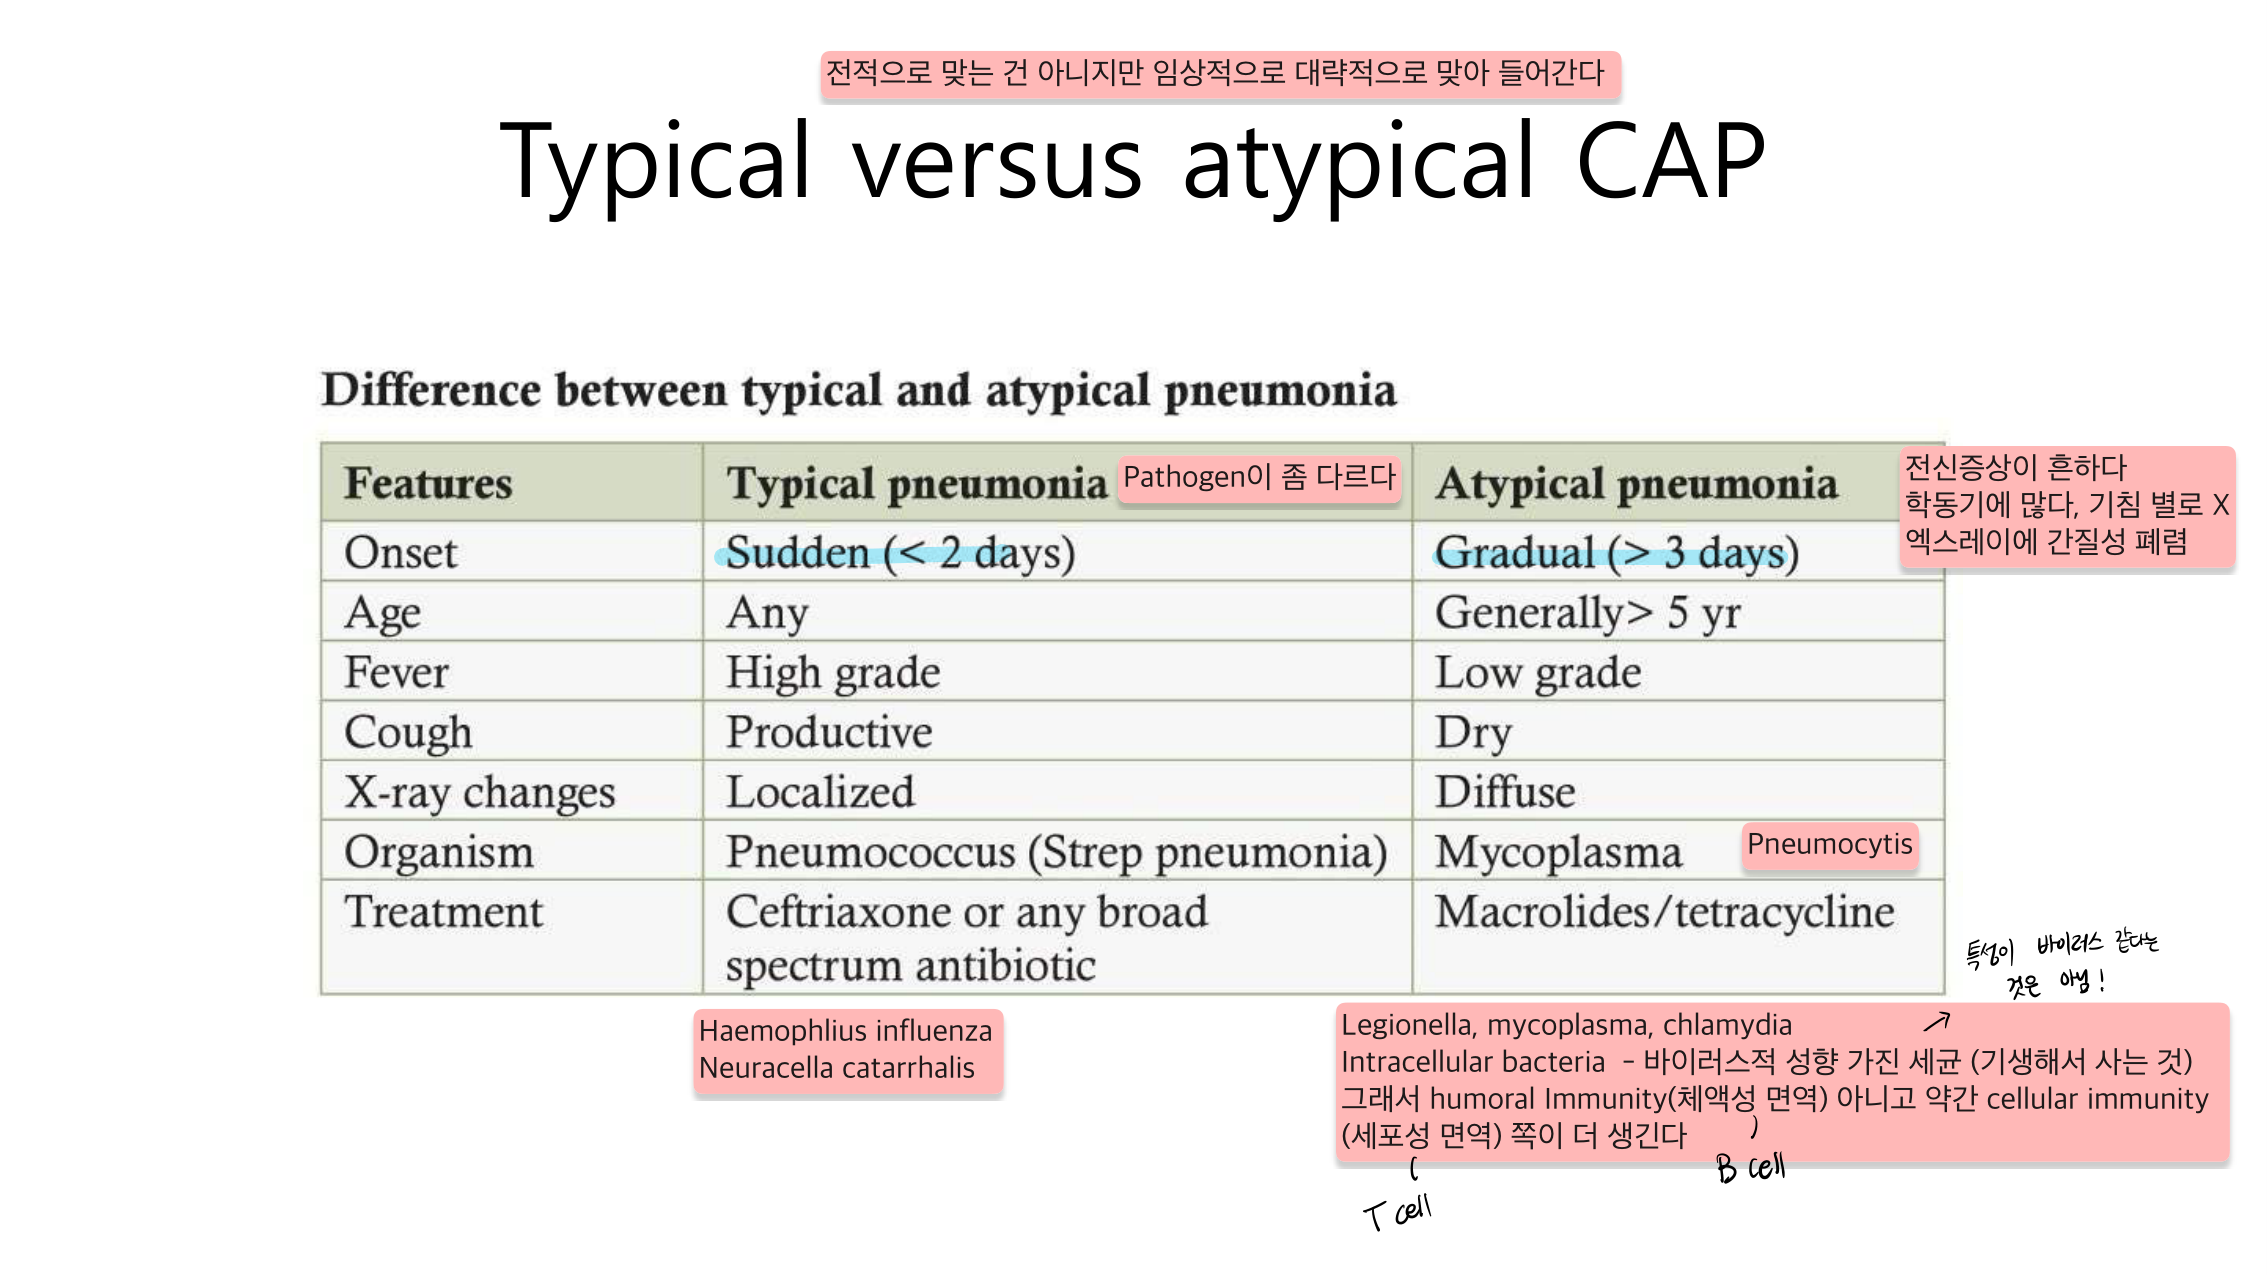 전적으로 맞는 건 아니지만 임상적으로 대략적으로 맞아 들어간다
Typical versus atypical CAP
Difference between typical and atypical pneumonia
Features Typical pneumonia Pathogen이 좀 다르다 Atypical pneumonia
전신증상이 흔하다
학동기에 많다, 기침 별로 X
엑스레이에 간질성 폐렴
Onset Sudden (< 2 days) Gradual (> 3 days)
Age Any Generally> 5 yr
Fever High grade Low grade
Cough Productive Dry
X-ray changes Localized Diffuse
Organism Pneumococcus (Strep pneumonia) Mycoplasma Pneumocytis
Treatment Ceftriaxone or any broad Macrolides/tetracycline
spectrum antibiotic
특성이 바이러스 같다는
것은 아님!
Haemophlius influenza
Neuracella catarrhalis
Legionella, mycoplasma, chlamydia
Intracellular bacteria - 바이러스적 성향 가진 세균 (기생해서 사는 것)
그래서 humoral Immunity(체액성 면역) 아니고 약간 cellular immunity
(세포성 면역) 쪽이 더 생긴다
B cell
T cell